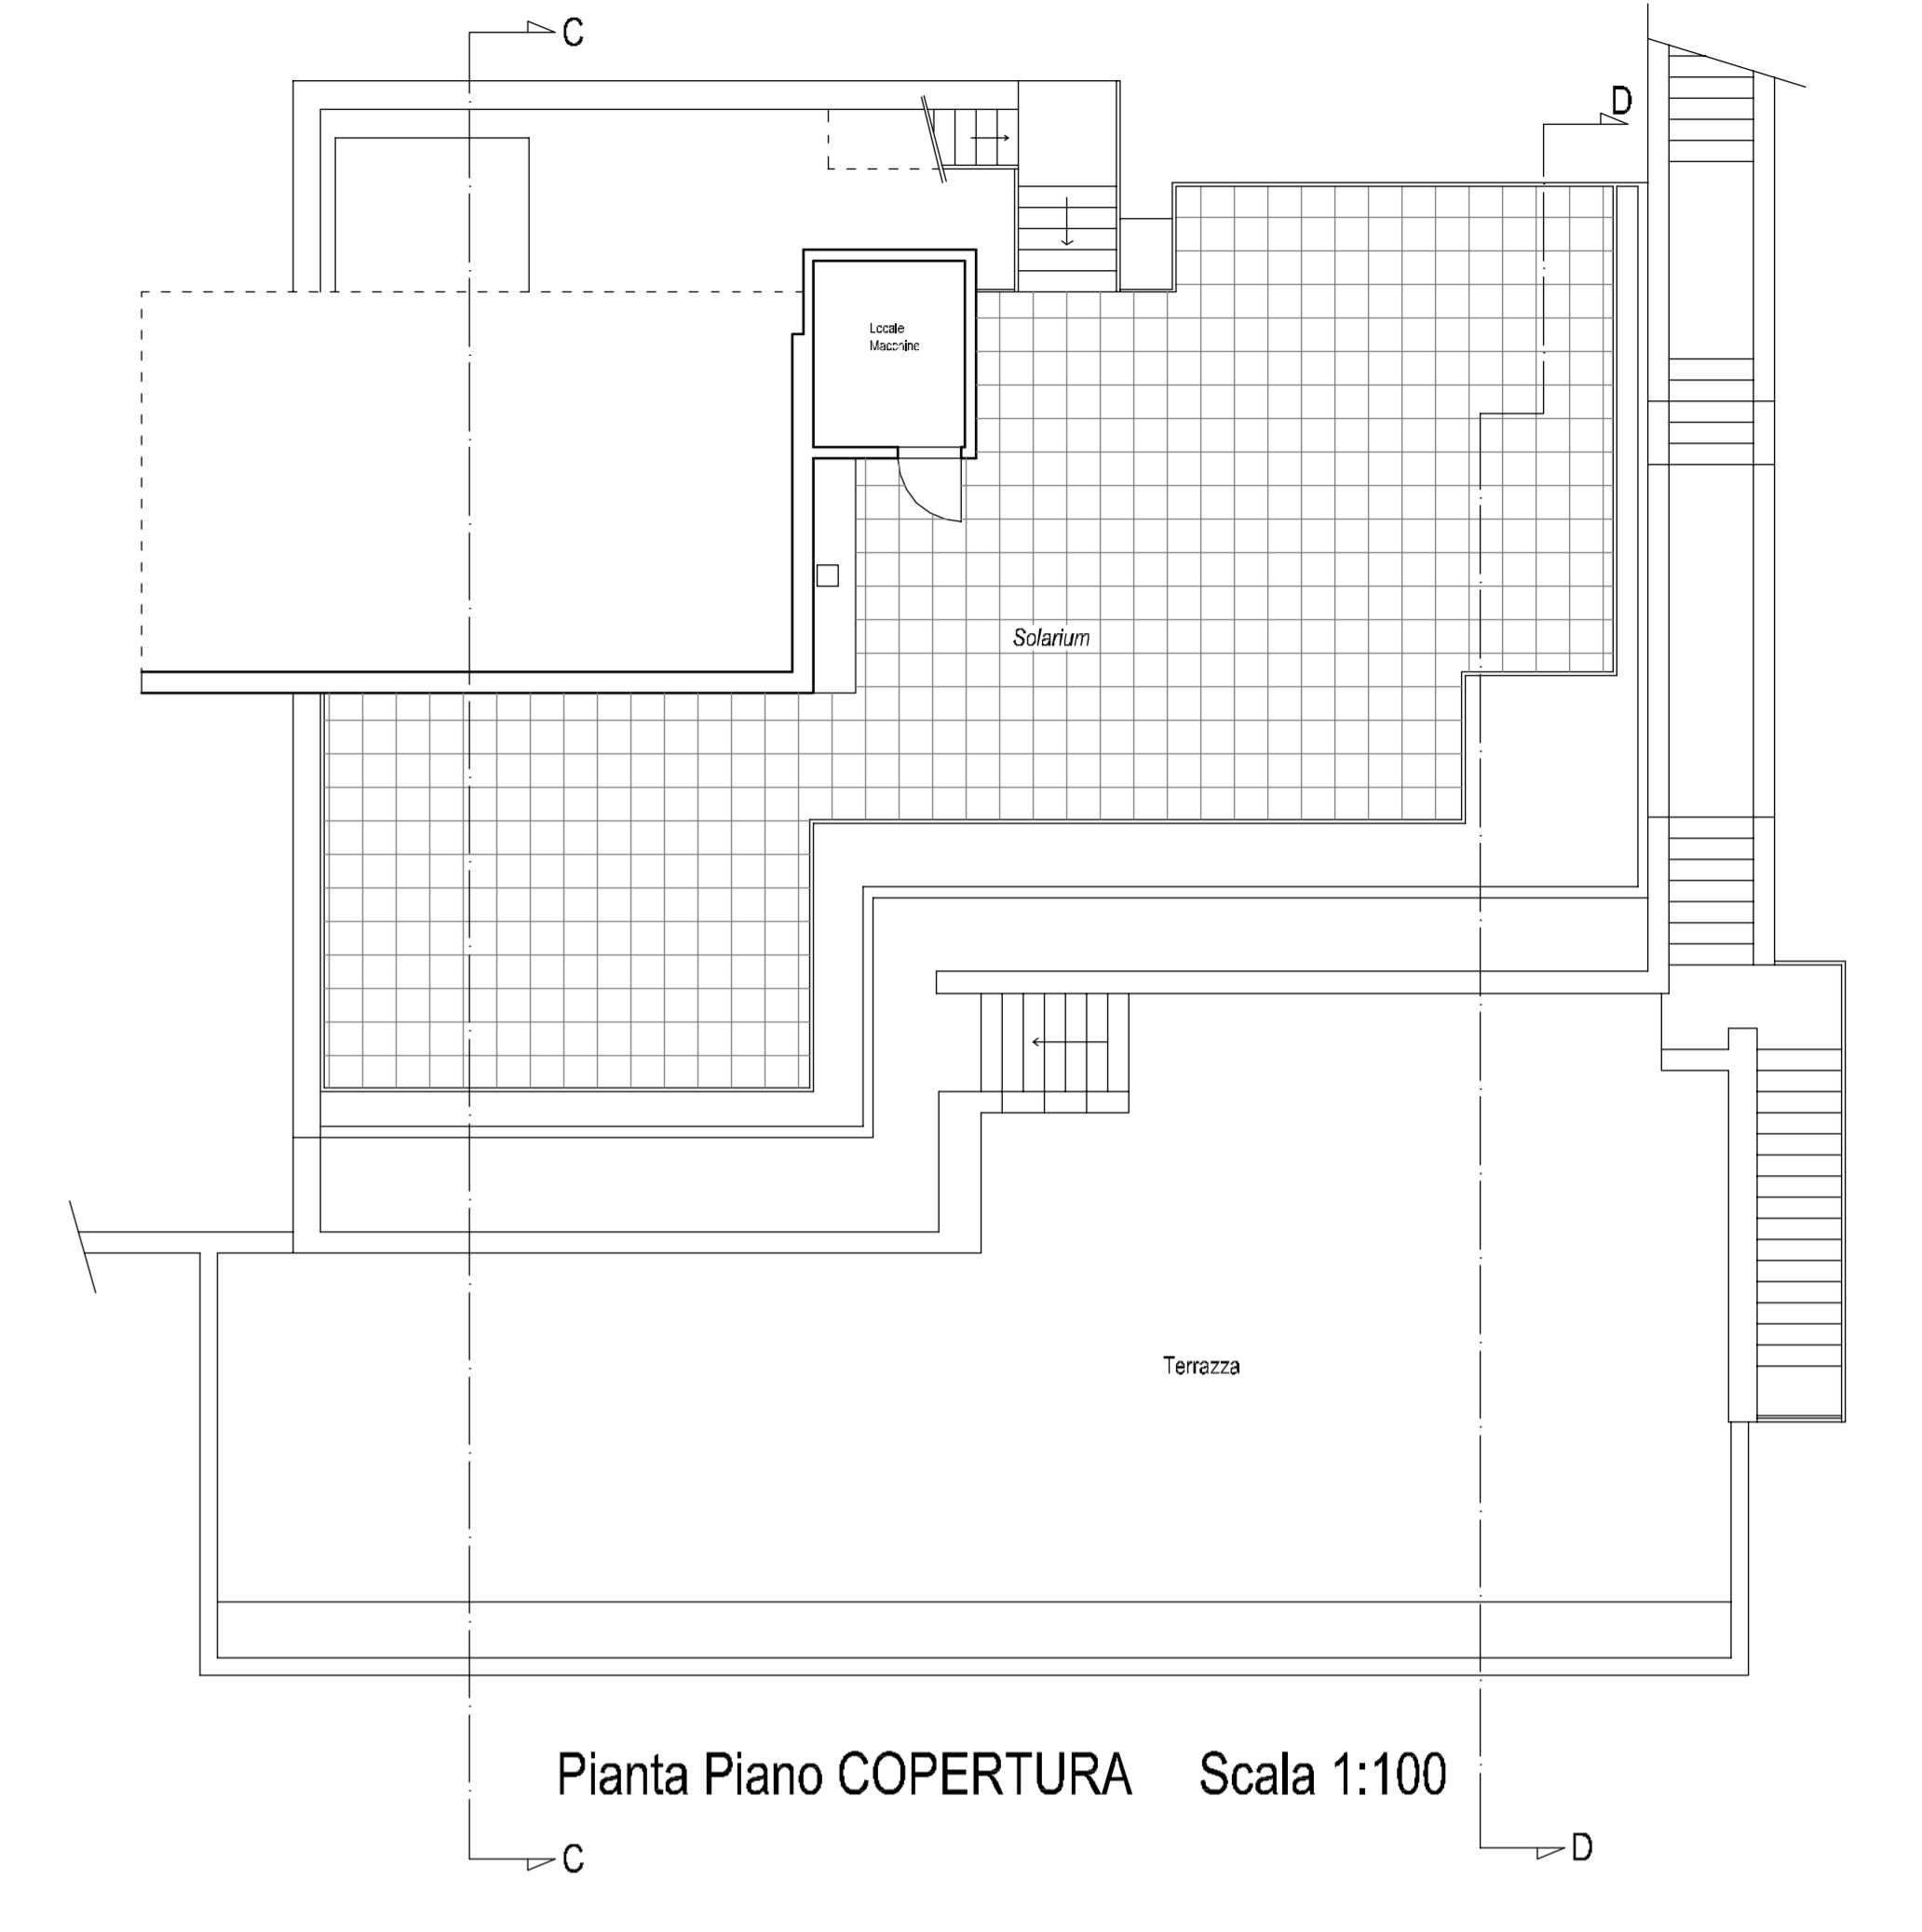 C
D
Locale
Macchine
Solarium
Terrazza
Pianta Piano COPERTURA Scala 1:100
C
D